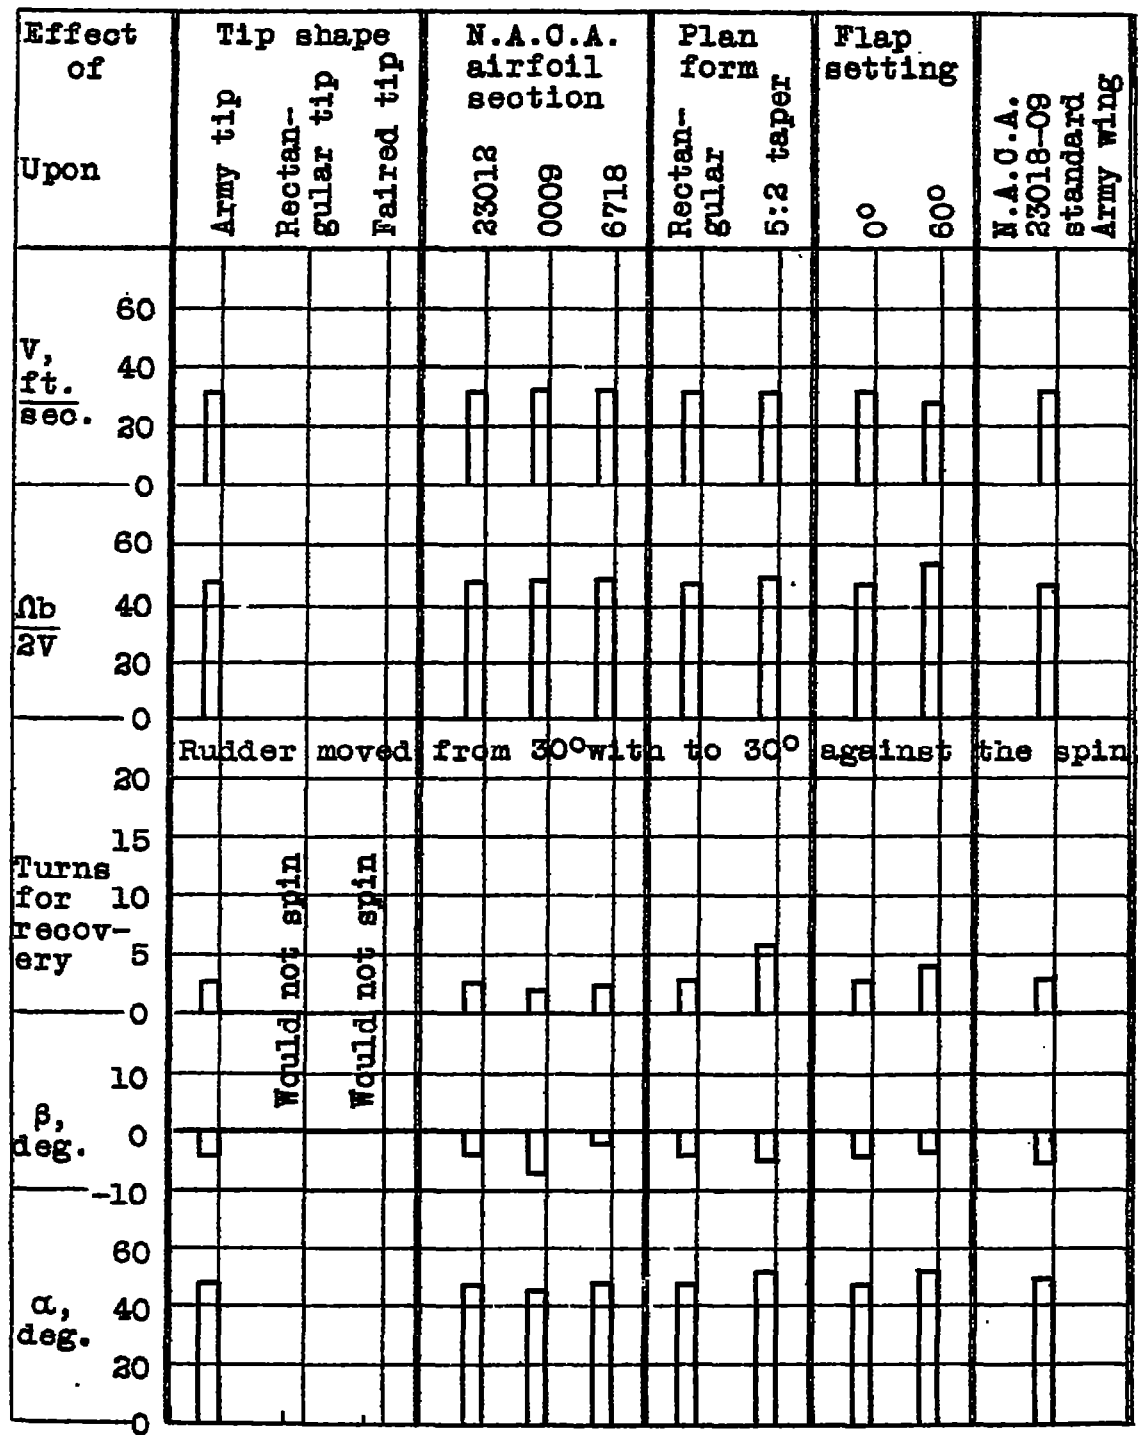 Effect of
Upon
Tip shape
Army tip
Rectan-
gular tip
Faired tip
N.A.C.A.
airfoil
section
23012
0009
6718
Plan
form
Rectan-
gular
5:2 taper
Flap
setting
0°
60°
N.A.C.A.
23018-09
standard
Army wing
V,
ft.
sec.
60
40
20
0
Ωb
2V
60
40
20
0
Rudder moved from 30° with to 30° against the spin
Turns
for
recov-
ery
20
15
10
5
0
Would not spin
Would not spin
β,
deg.
10
0
-10
α,
deg.
60
40
20
0